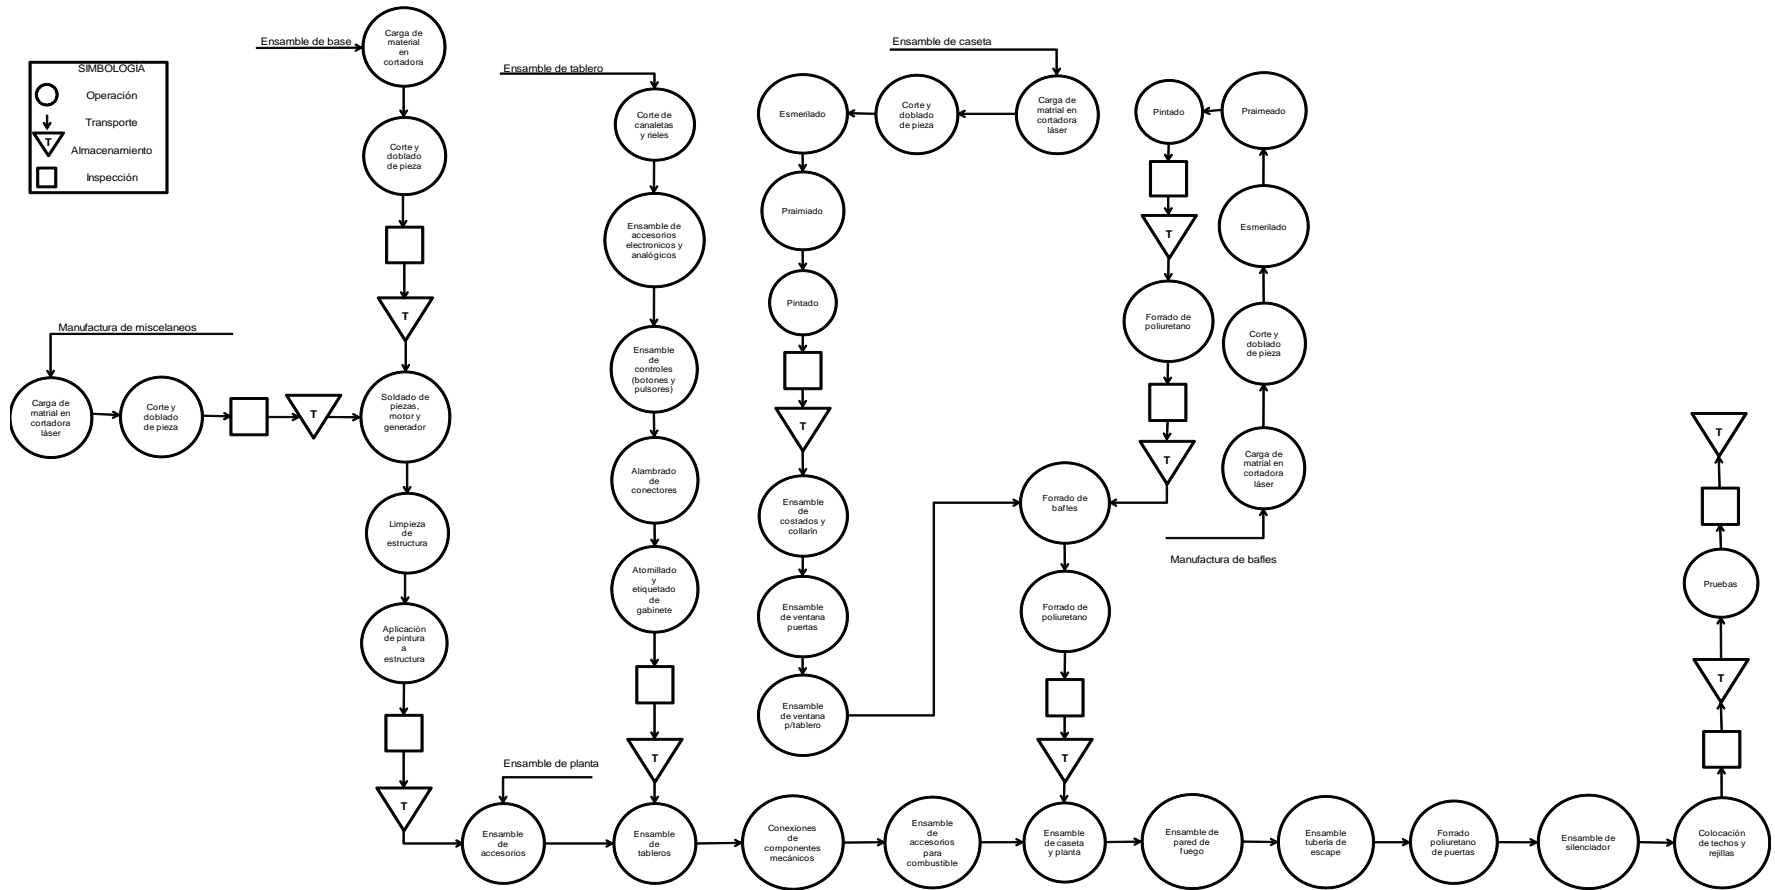 Ensamble de base
Carga de
material
en
cortadora
SIMBOLOGIA
Operación
Transporte
T
Almacenamiento
Inspección
Corte y
doblado
de pieza
T
Manufactura de miscelaneos
Carga de
matrial en
cortadora
láser
Corte y
doblado
de pieza
T
Soldado de
piezas,
motor y
generador
Limpieza
de
estructura
Aplicación
de pintura
a
estructura
T
Ensamble de tablero
Corte de
canaletas
y rieles
Ensamble de
accesorios
electronicos y
analógicos
Ensamble
de
controles
(botones y
pulsores)
Alambrado
de
conectores
Atornillado
y
etiquetado
de
gabinete
T
Ensamble de caseta
Carga de
matrial en
cortadora
láser
Corte y
doblado
de pieza
Esmerilado
Praimiado
Pintado
T
Ensamble
de
costados y
collarín
Ensamble
de ventana
puertas
Ensamble
de ventana
p/tablero
Manufactura de bafles
Carga de
matrial en
cortadora
láser
Corte y
doblado
de pieza
Esmerilado
Praimeado
Pintado
T
Forrado de
poliuretano
T
Forrado de
bafles
Forrado de
poliuretano
T
Ensamble de planta
Ensamble
de
accesorios
Ensamble
de
tableros
Conexiones
de
componentes
mecánicos
Ensamble
de
accesorios
para
combustible
Ensamble
de caseta
y planta
Ensamble de
pared de
fuego
Ensamble
tubería de
escape
Forrado
poliuretano
de puertas
Ensamble de
silenciador
Colocación
de techos y
rejillas
T
Pruebas
T